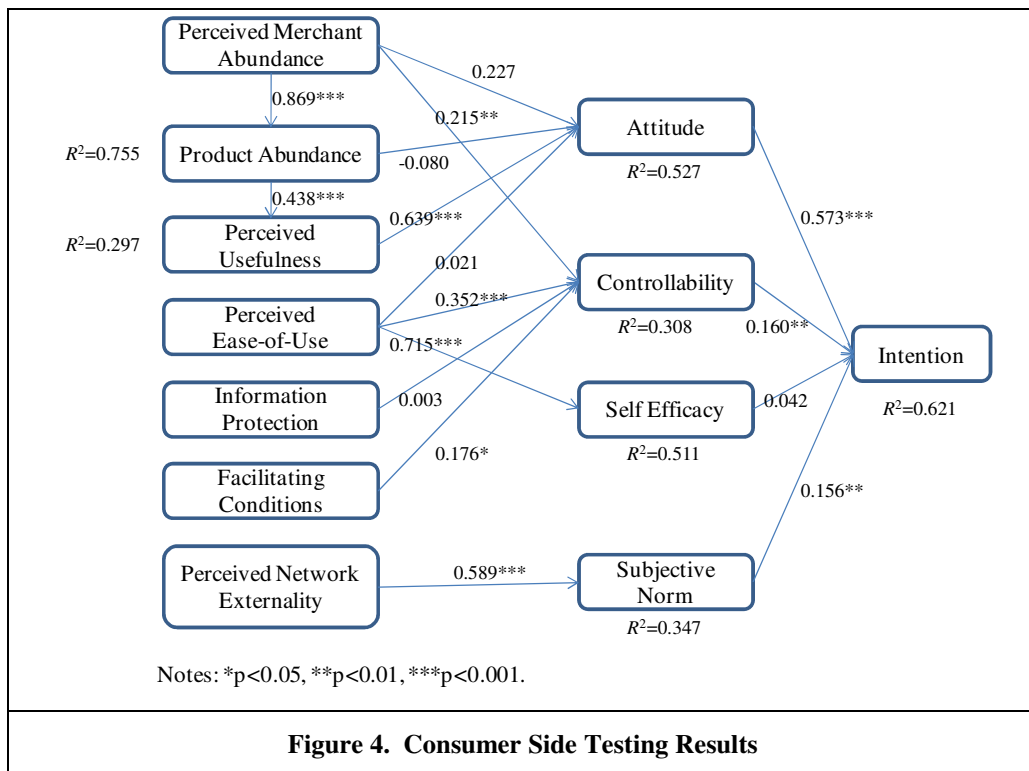 Perceived Merchant
Abundance
0.227
0.869***
0.215**
Attitude
R²=0.755
Product Abundance
-0.080
R²=0.527
0.438***
0.639***
0.573***
R²=0.297
Perceived
Usefulness
0.021
Controllability
0.352***
Perceived
Ease-of-Use
R²=0.308
0.160**
0.715***
Intention
Information
Protection
0.003
Self Efficacy
0.042
R²=0.621
0.176*
R²=0.511
Facilitating
Conditions
0.156**
Perceived Network
Externality
0.589***
Subjective
Norm
R²=0.347
Notes: *p<0.05, **p<0.01, ***p<0.001.
Figure 4. Consumer Side Testing Results